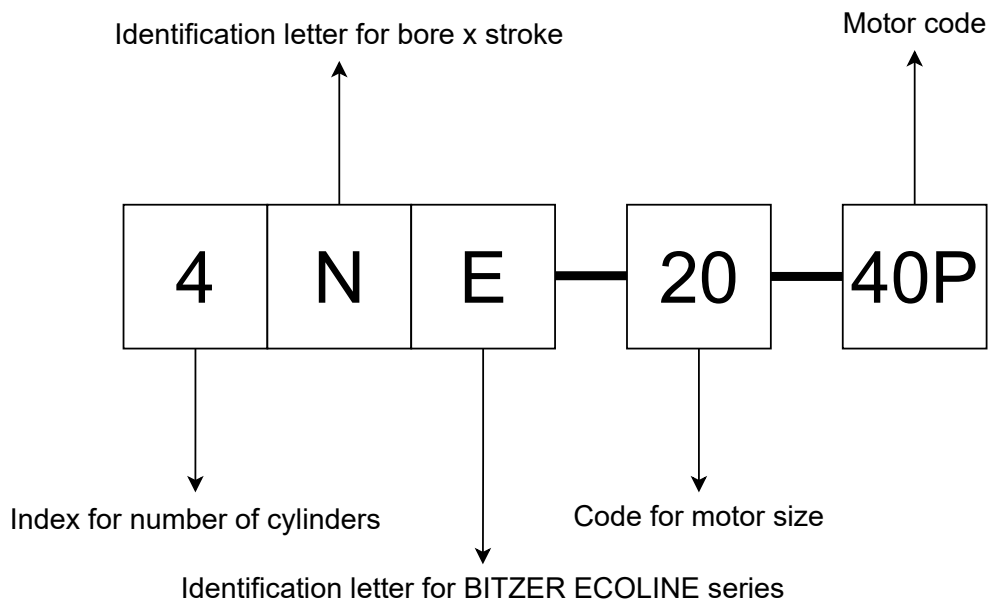 Motor code
Identification letter for bore x stroke
4 N E 20 40P
Index for number of cylinders
Code for motor size
Identification letter for BITZER ECOLINE series